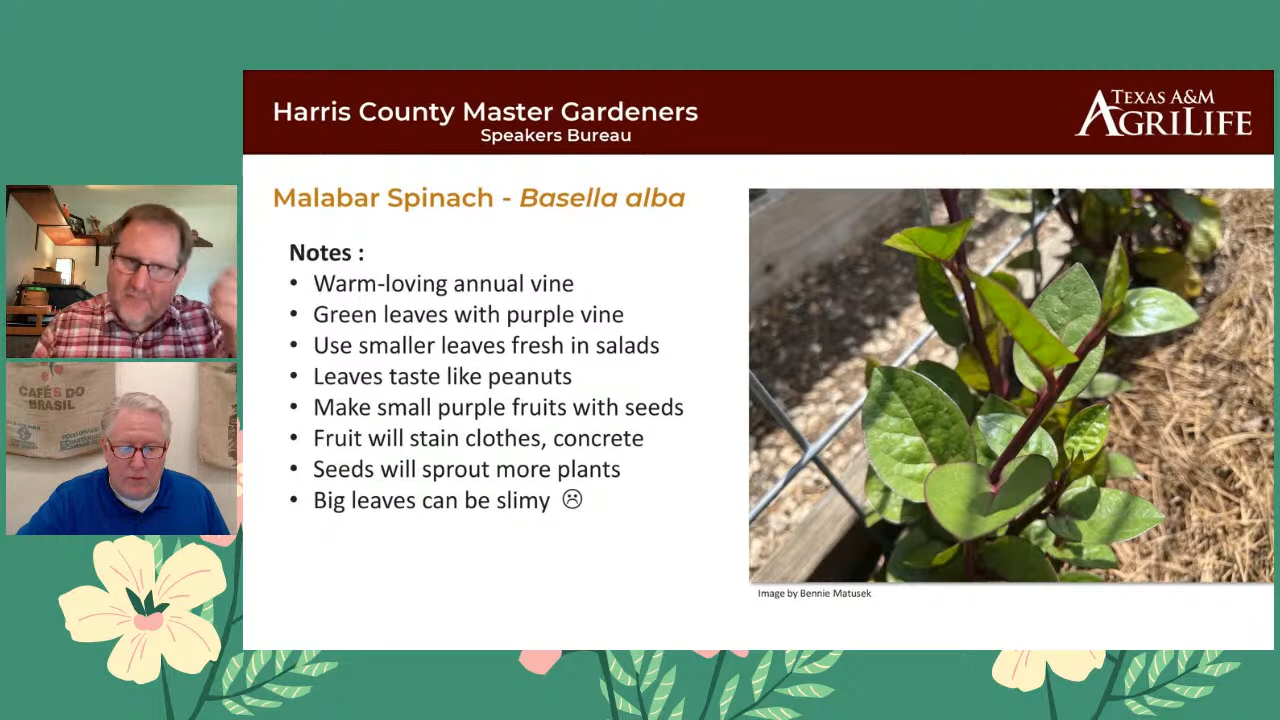 Harris County Master Gardeners
Speakers Bureau
TEXAS A&M
AGRILIFE
Malabar Spinach - Basella alba
Notes :
• Warm-loving annual vine
• Green leaves with purple vine
• Use smaller leaves fresh in salads
• Leaves taste like peanuts
• Make small purple fruits with seeds
• Fruit will stain clothes, concrete
• Seeds will sprout more plants
• Big leaves can be slimy ☹
Image by Bennie Matusek
CAFÉS DO
BRASIL